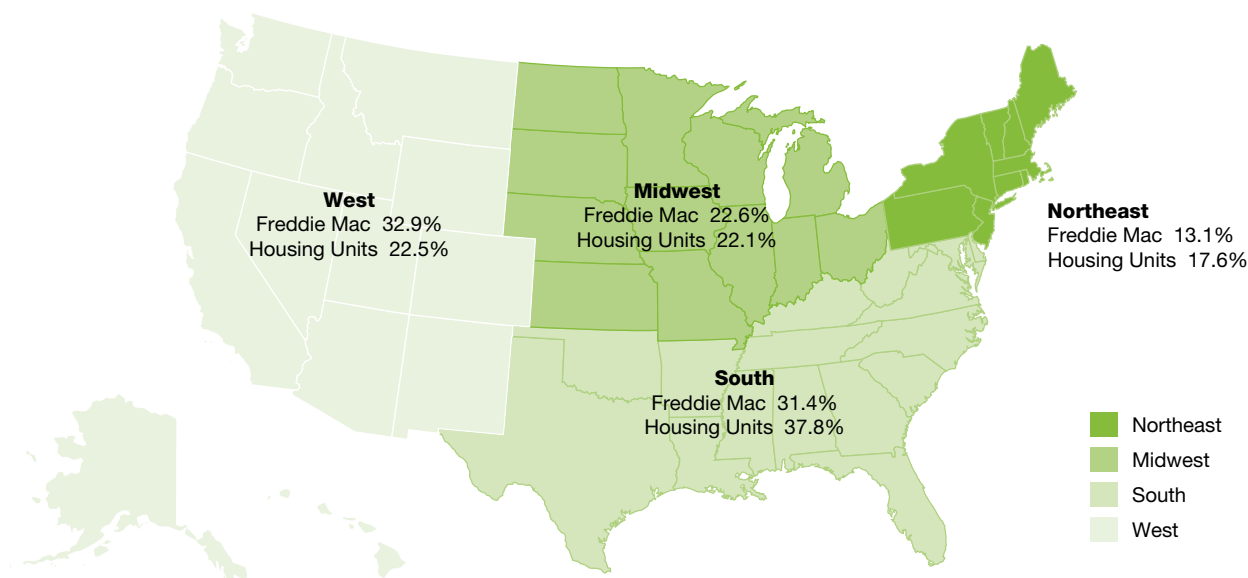 West
Freddie Mac 32.9%
Housing Units 22.5%
Midwest
Freddie Mac 22.6%
Housing Units 22.1%
Northeast
Freddie Mac 13.1%
Housing Units 17.6%
South
Freddie Mac 31.4%
Housing Units 37.8%
Northeast
Midwest
South
West